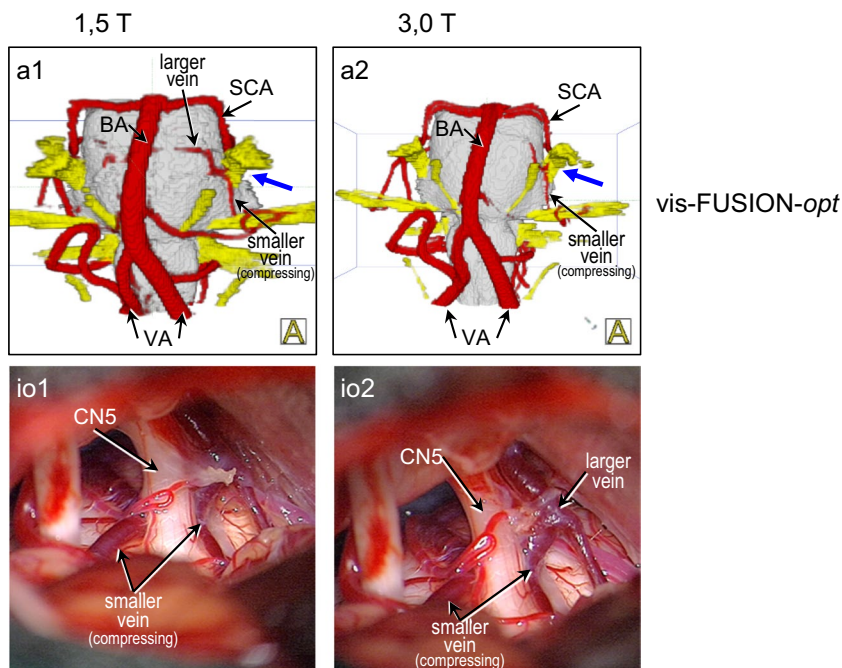 1,5 T
3,0 T
a1
larger
vein
SCA
BA
smaller
vein
(compressing)
VA
A
a2
SCA
BA
smaller
vein
(compressing)
VA
A
vis-FUSION-opt
io1
CN5
smaller
vein
(compressing)
io2
CN5
larger
vein
smaller
vein
(compressing)